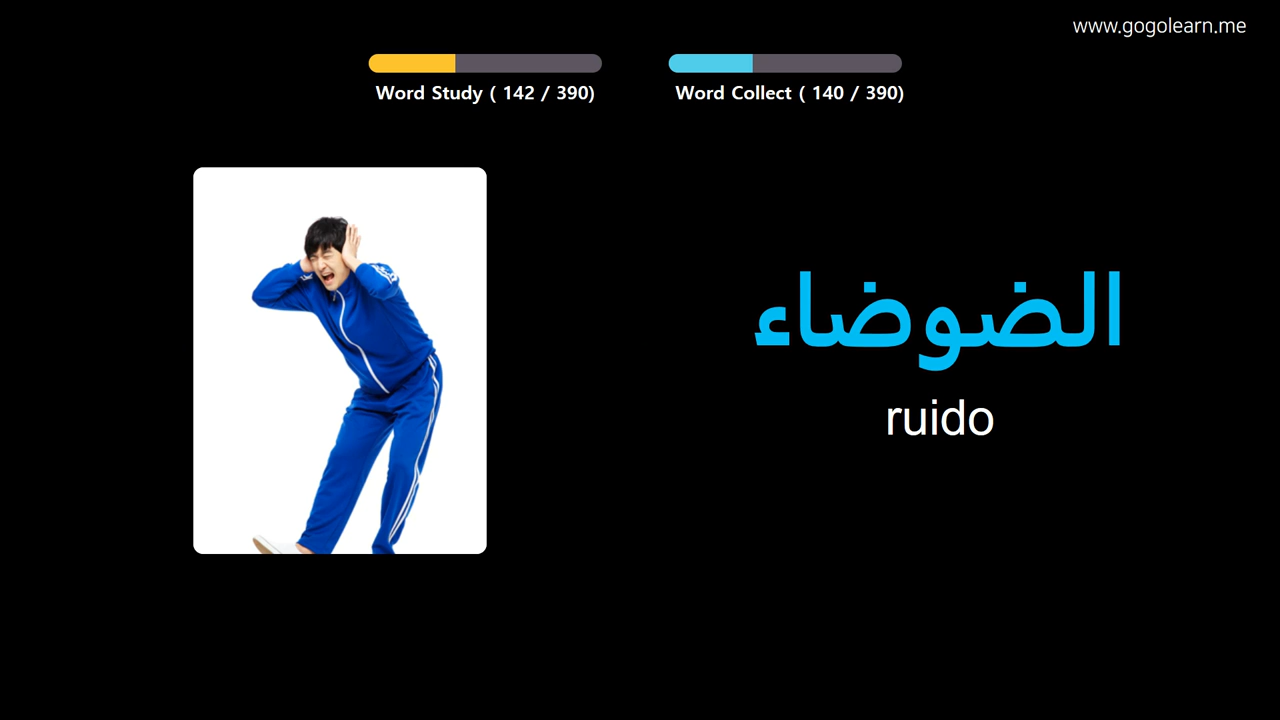 www.gogolearn.me
Word Study ( 142 / 390)
Word Collect ( 140 / 390)
الضوضاء
ruido